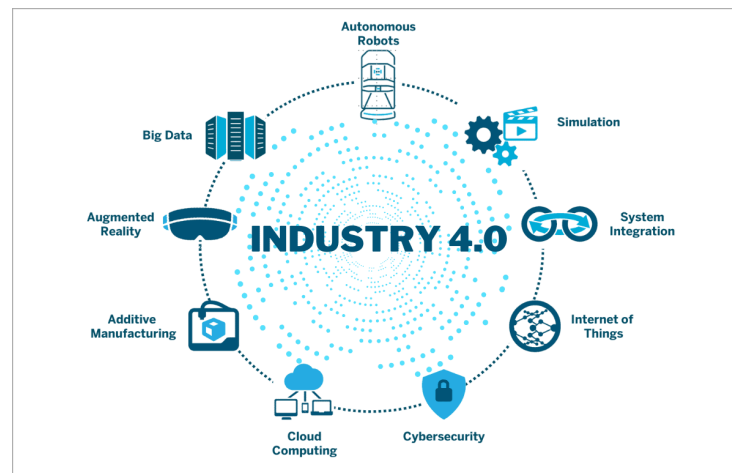 Autonomous
Robots
Simulation
Big Data
System
Integration
Augmented
Reality
INDUSTRY 4.0
Internet of
Things
Additive
Manufacturing
Cybersecurity
Cloud
Computing